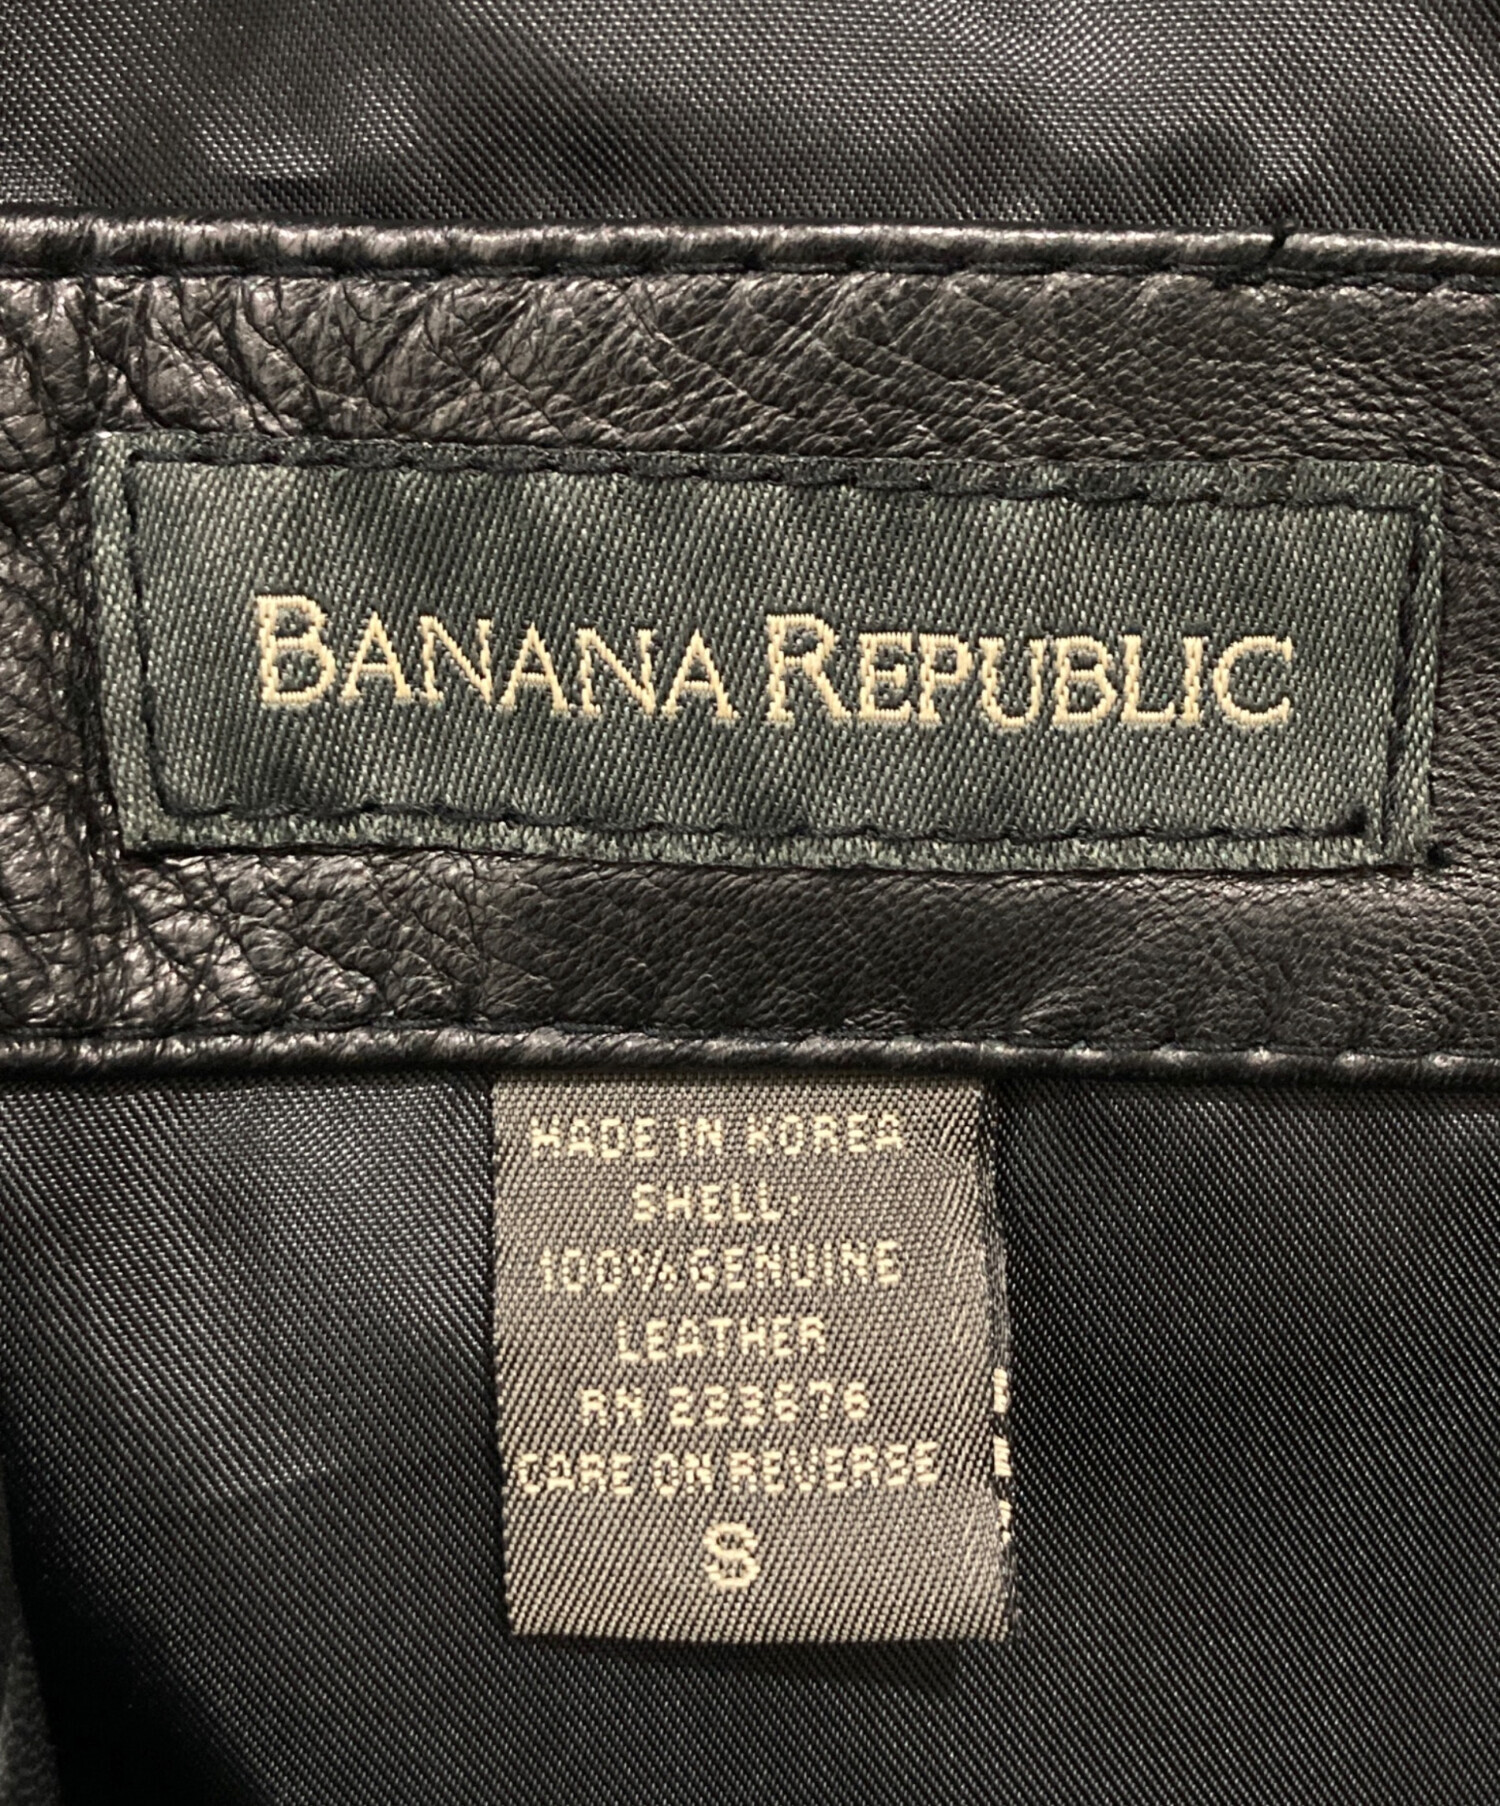 BANANA REPUBLIC
MADE IN KOREA
SHELL:
100% GENUINE
LEATHER
RN 223676
CARE ON REVERSE
S